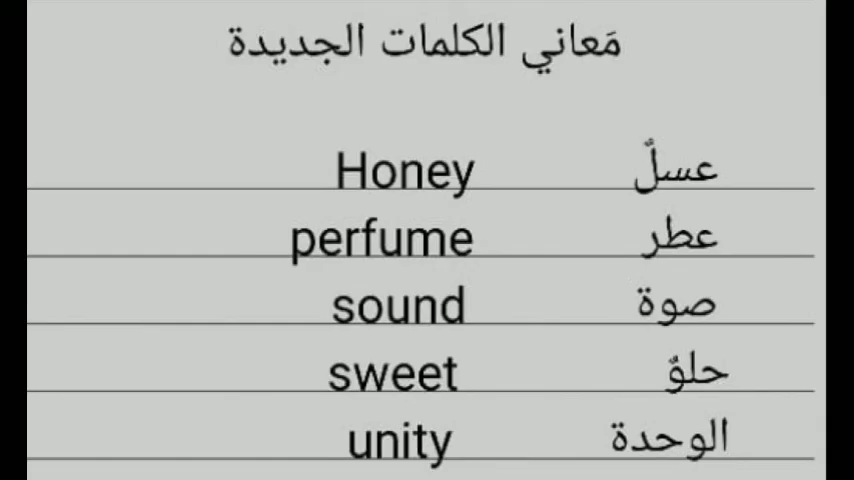 مَعاني الكلمات الجديدة
عسلٌ Honey
عطر perfume
صوة sound
حلوٌ sweet
الوحدة unity